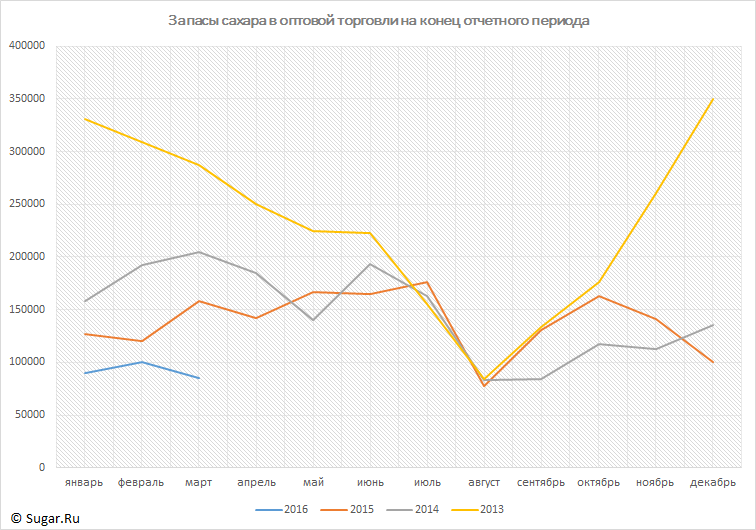 Запасы сахара в оптовой торговли на конец отчетного периода
400000
350000
300000
250000
200000
150000
100000
50000
0
январь февраль март апрель май июнь июль август сентябрь октябрь ноябрь декабрь
2016 2015 2014 2013
© Sugar.Ru